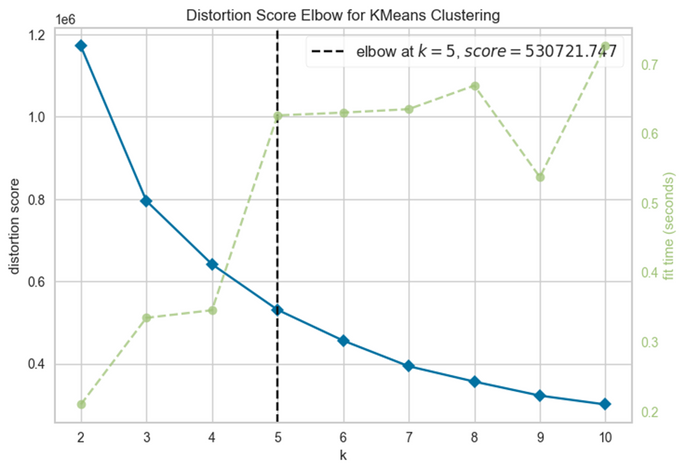 Distortion Score Elbow for KMeans Clustering
1e6
1.2
1.0
0.8
0.6
0.4
distortion score
elbow at k = 5, score = 530721.747
0.7
0.6
0.5
0.4
0.3
0.2
fit time (seconds)
2 3 4 5 6 7 8 9 10
k